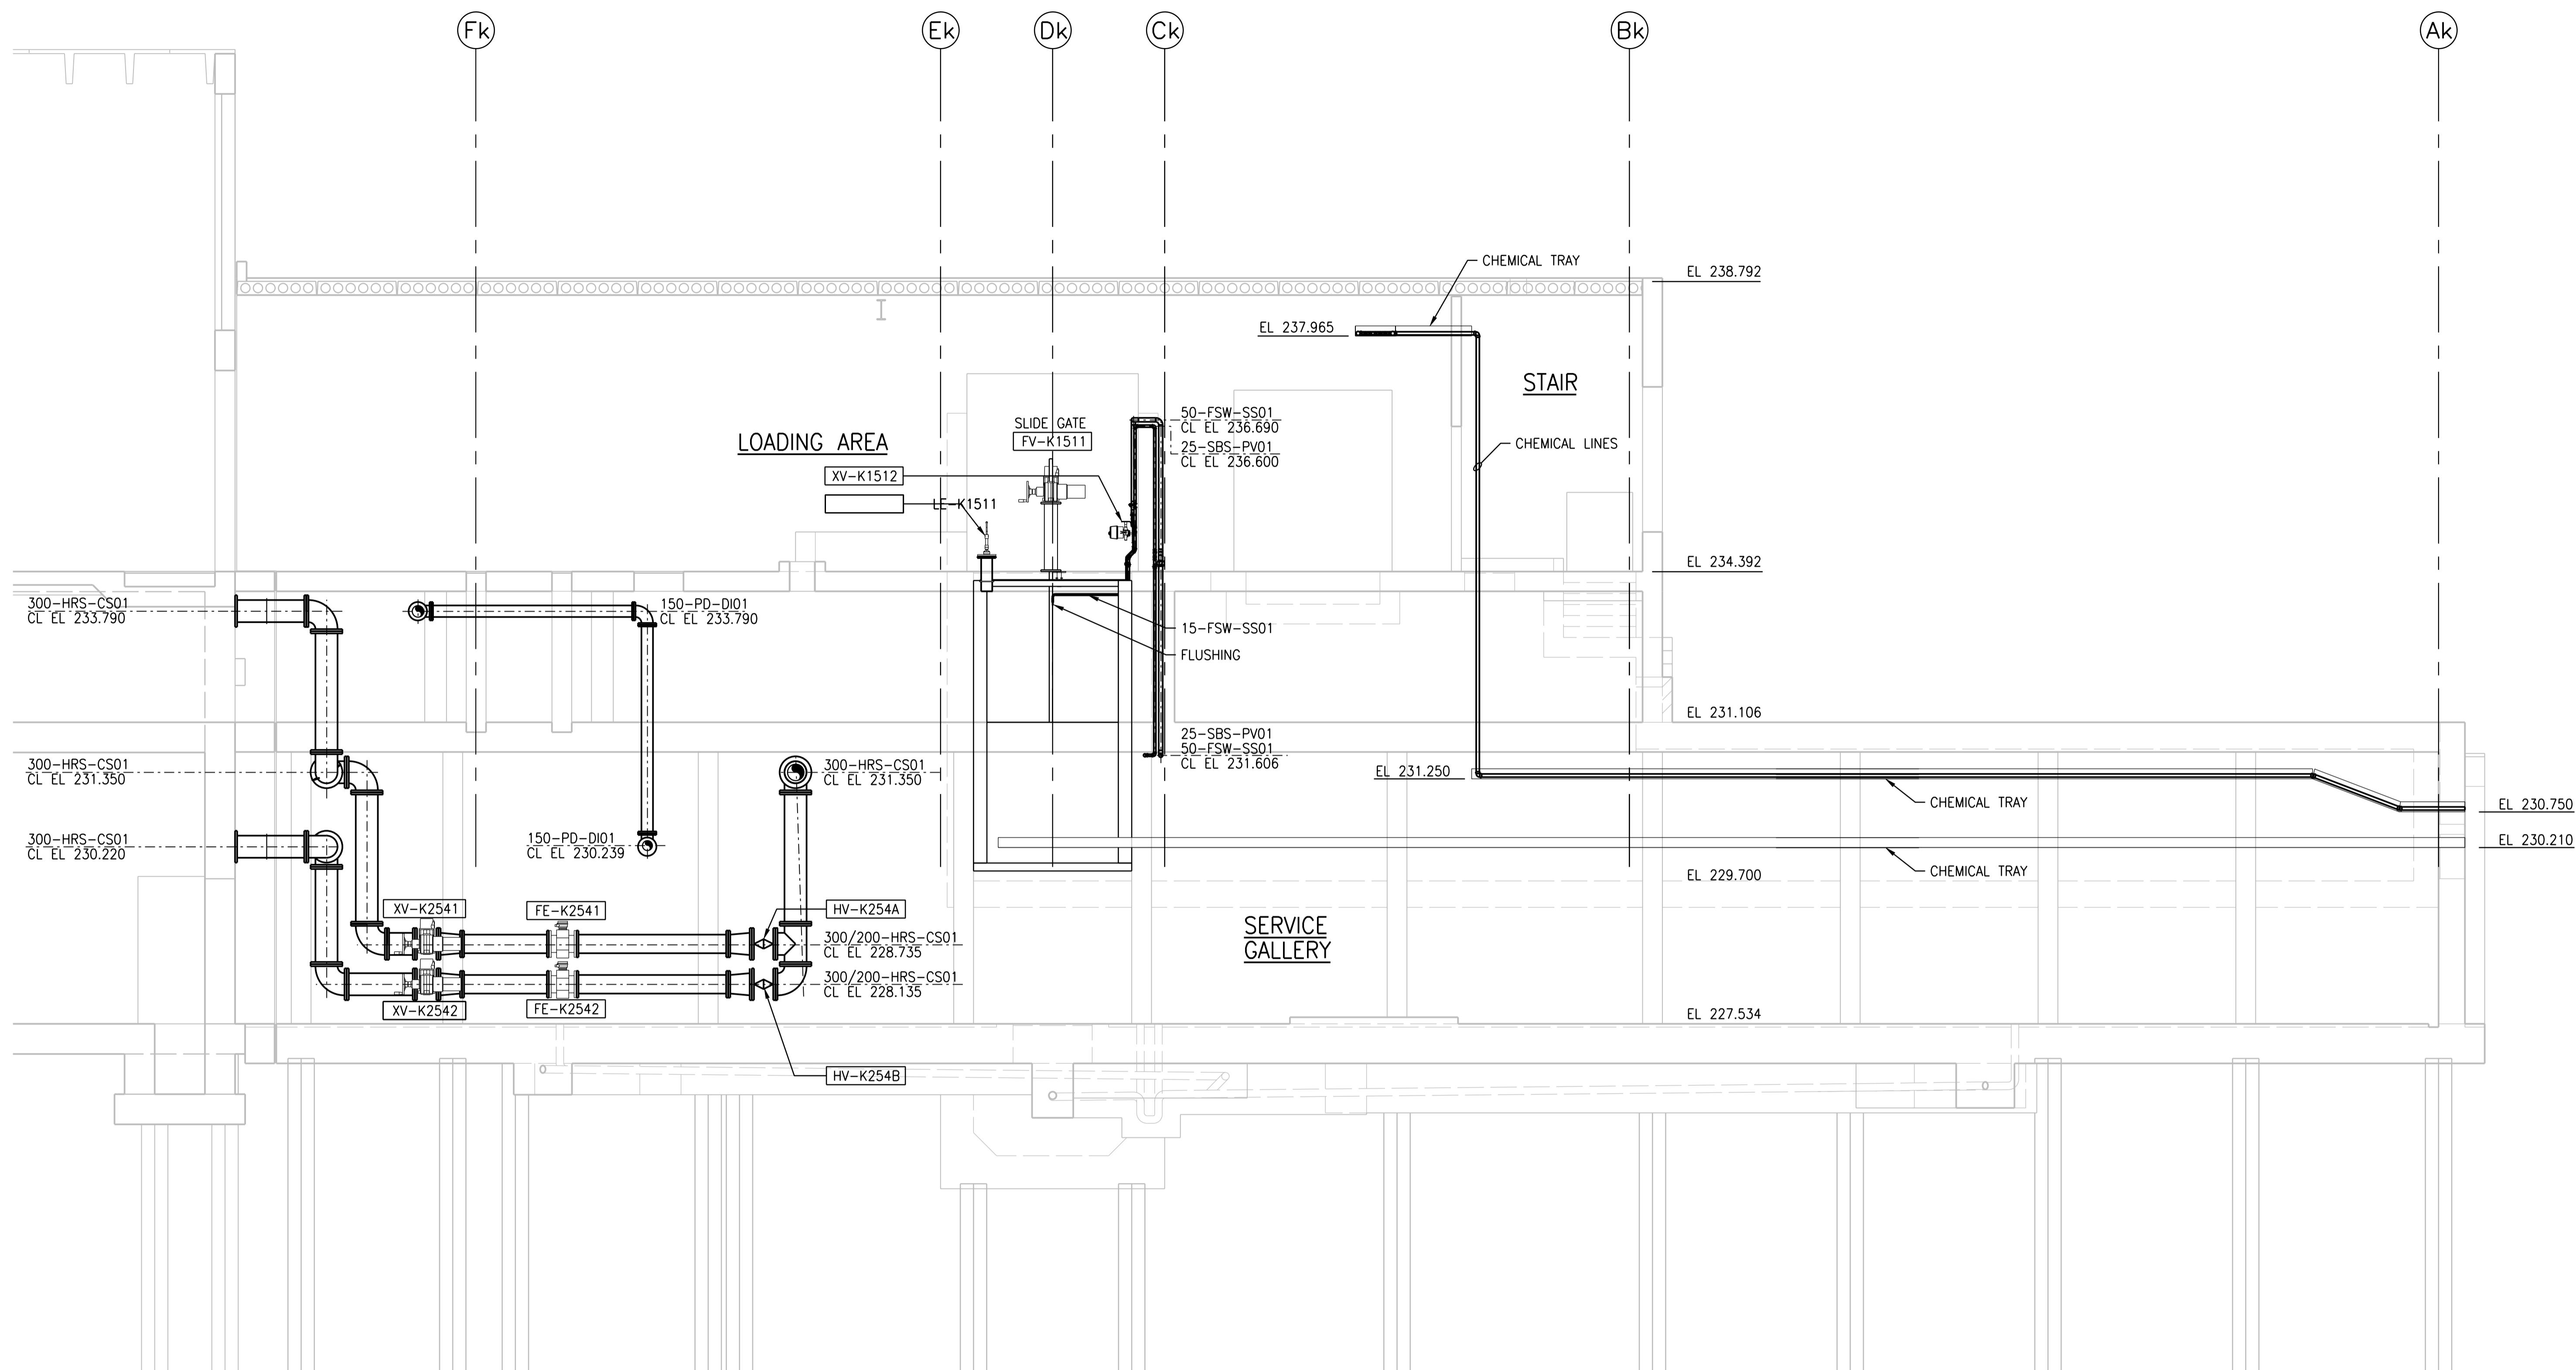 Fk
Ek
Dk
Ck
Bk
Ak
CHEMICAL TRAY
EL 238.792
EL 237.965
STAIR
50-FSW-SS01
CL EL 236.690
SLIDE GATE
FV-K1511
LOADING AREA
CHEMICAL LINES
25-SBS-PV01
CL EL 236.600
XV-K1512
LE-K1511
EL 234.392
300-HRS-CS01
CL EL 233.790
150-PD-DI01
CL EL 233.790
15-FSW-SS01
FLUSHING
EL 231.106
25-SBS-PV01
50-FSW-SS01
CL EL 231.606
300-HRS-CS01
CL EL 231.350
300-HRS-CS01
CL EL 231.350
EL 231.250
CHEMICAL TRAY
EL 230.750
300-HRS-CS01
CL EL 230.220
150-PD-DI01
CL EL 230.239
EL 230.210
CHEMICAL TRAY
EL 229.700
XV-K2541
FE-K2541
HV-K254A
SERVICE
GALLERY
300/200-HRS-CS01
CL EL 228.735
300/200-HRS-CS01
CL EL 228.135
XV-K2542
FE-K2542
EL 227.534
HV-K254B